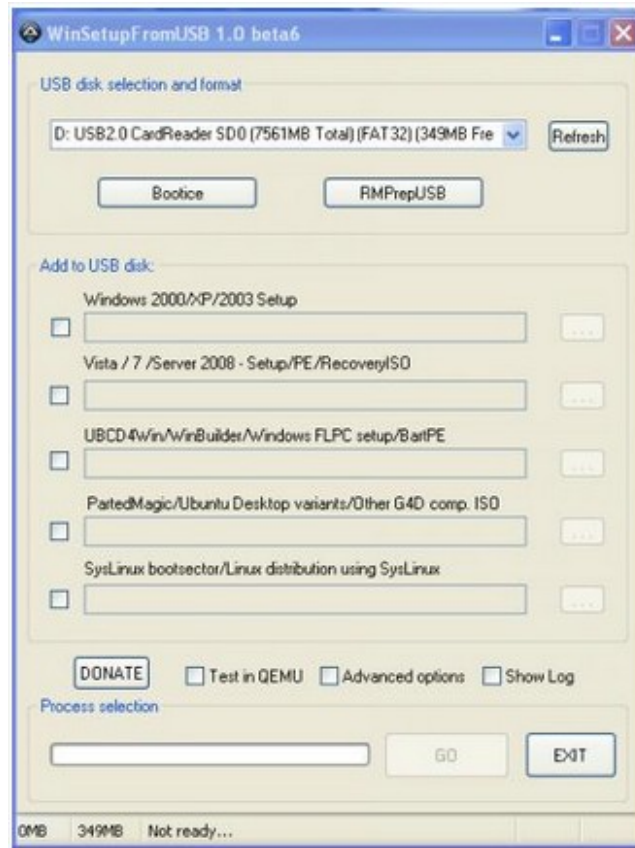 WinSetupFromUSB 1.0 beta6
USB disk selection and format
D: USB2.0 CardReader SD0 (7561MB Total) (FAT32) (349MB Fre
Refresh
Bootice
RMPrepUSB
Add to USB disk:
Windows 2000/XP/2003 Setup
...
Vista / 7 /Server 2008 - Setup/PE/RecoveryISO
...
UBCD4Win/WinBuilder/Windows FLPC setup/BartPE
...
PartedMagic/Ubuntu Desktop variants/Other G4D comp. ISO
...
SysLinux bootsector/Linux distribution using SysLinux
...
DONATE Test in QEMU Advanced options Show Log
Process selection
GO EXIT
0MB 349MB Not ready...